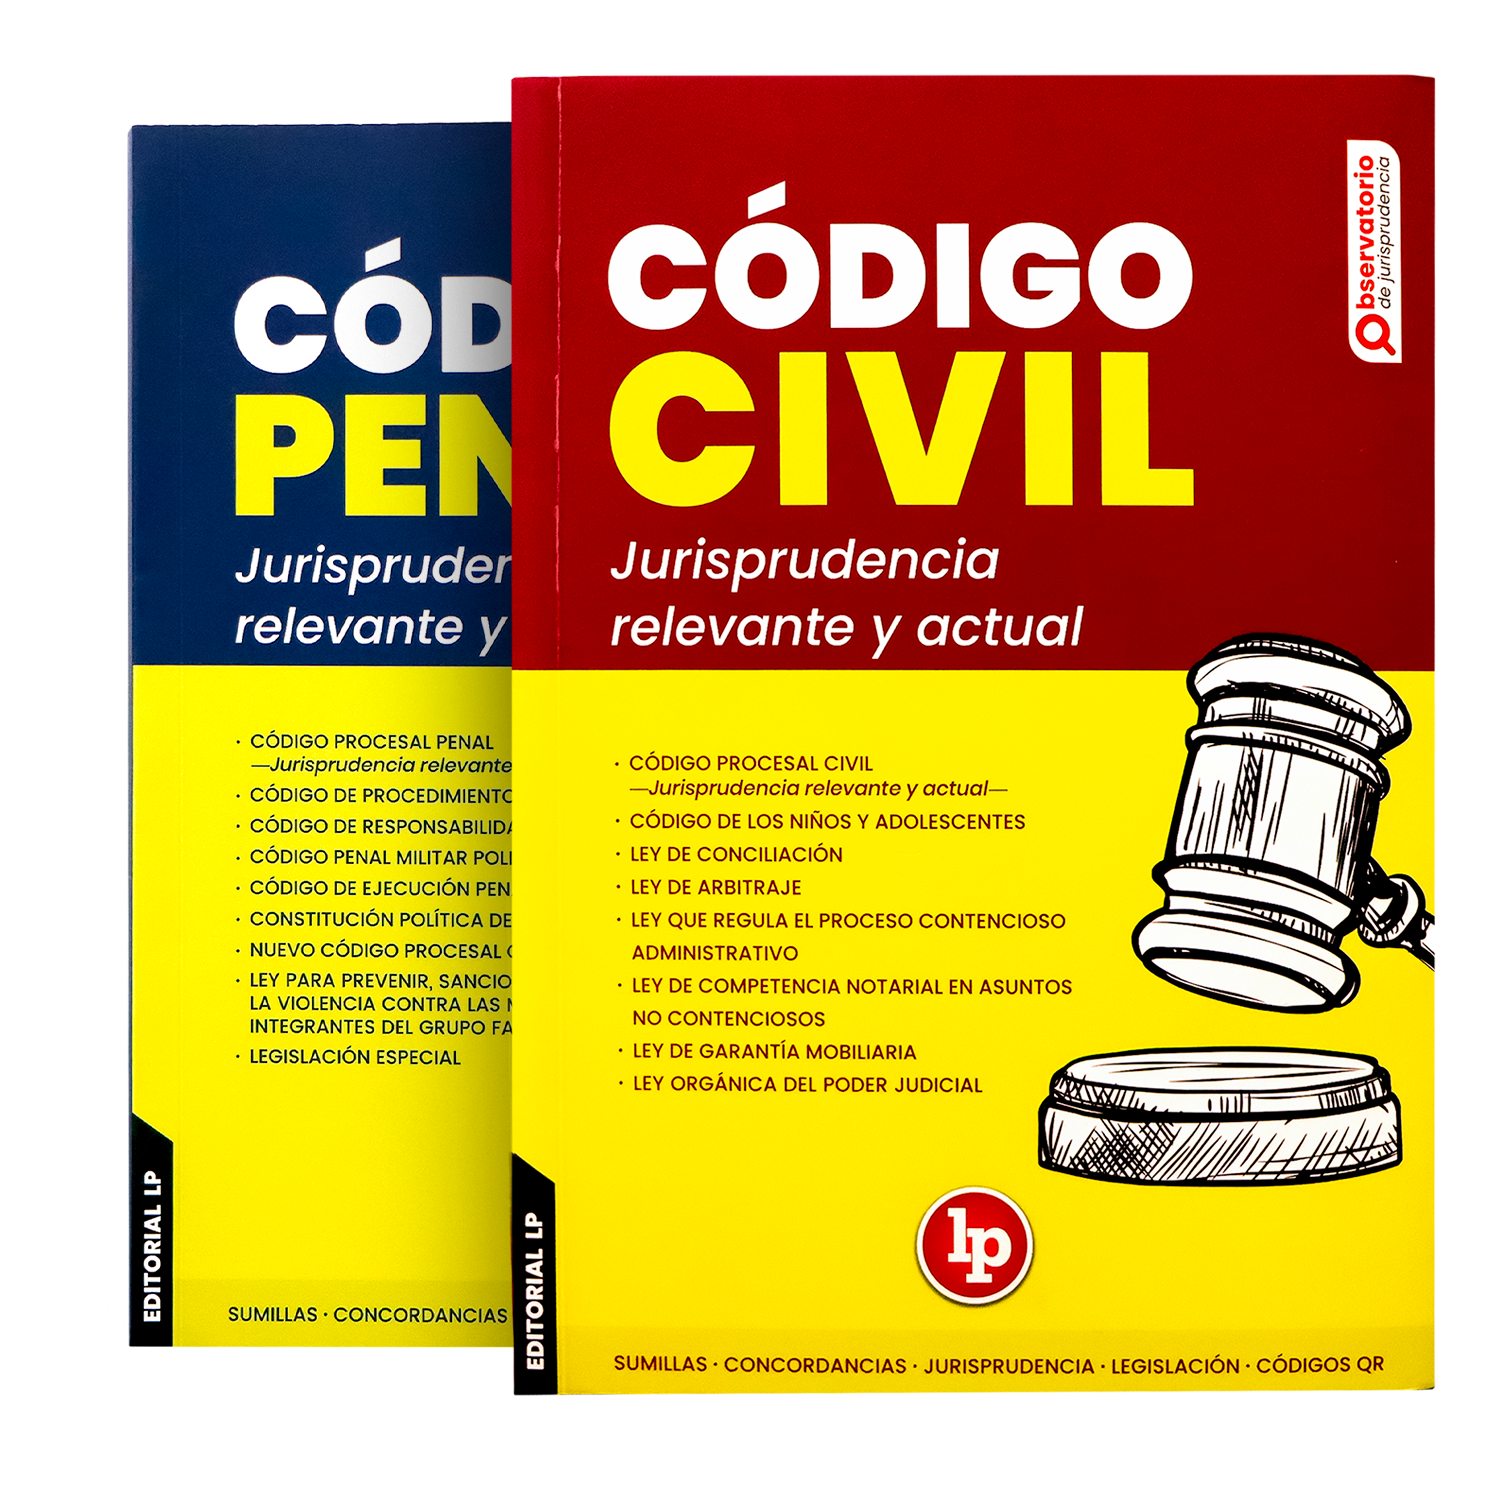 CÓD
PEN
Jurispruden
relevante y
· CÓDIGO PROCESAL PENAL
—Jurisprudencia relevante
· CÓDIGO DE PROCEDIMIENTO
· CÓDIGO DE RESPONSABILIDA
· CÓDIGO PENAL MILITAR POLI
· CÓDIGO DE EJECUCIÓN PEN
· CONSTITUCIÓN POLÍTICA DE
· NUEVO CÓDIGO PROCESAL
· LEY PARA PREVENIR, SANCIO
LA VIOLENCIA CONTRA LAS
INTEGRANTES DEL GRUPO FA
· LEGISLACIÓN ESPECIAL
EDITORIAL LP
SUMILLAS · CONCORDANCIAS
CÓDIGO
CIVIL
Jurisprudencia
relevante y actual
Observatorio
de jurisprudencia
· CÓDIGO PROCESAL CIVIL
—Jurisprudencia relevante y actual—
· CÓDIGO DE LOS NIÑOS Y ADOLESCENTES
· LEY DE CONCILIACIÓN
· LEY DE ARBITRAJE
· LEY QUE REGULA EL PROCESO CONTENCIOSO
ADMINISTRATIVO
· LEY DE COMPETENCIA NOTARIAL EN ASUNTOS
NO CONTENCIOSOS
· LEY DE GARANTÍA MOBILIARIA
· LEY ORGÁNICA DEL PODER JUDICIAL
lp
EDITORIAL LP
SUMILLAS · CONCORDANCIAS · JURISPRUDENCIA · LEGISLACIÓN · CÓDIGOS QR